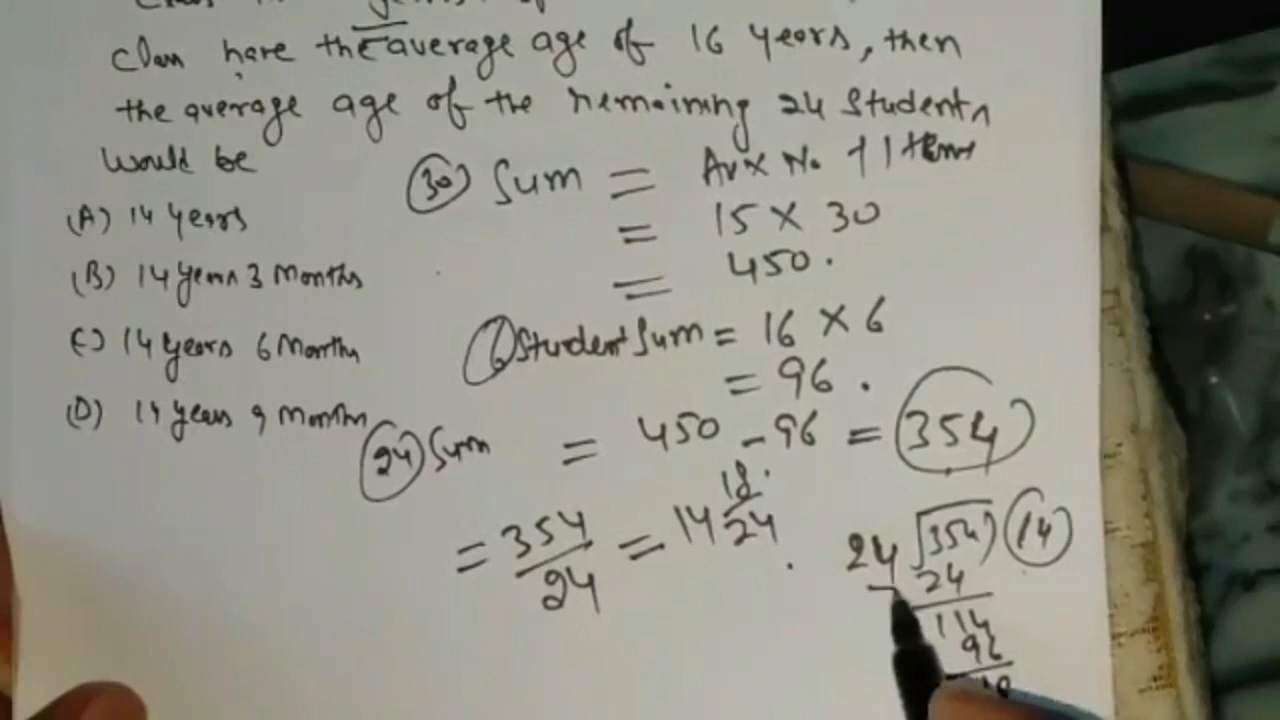 class have the average age of 16 years, then
the average age of the remaining 24 students
would be
(A) 14 years
(B) 14 years 3 Months
(C) 14 years 6 Months
(D) 14 years 9 months
(30) Sum = Av x No. of items
= 15 x 30
= 450.
6 Student Sum = 16 x 6
= 96.
(24) Sum = 450 - 96 = 354
= 354/24 = 14 18/24.
24 354 14
24
114
96
18